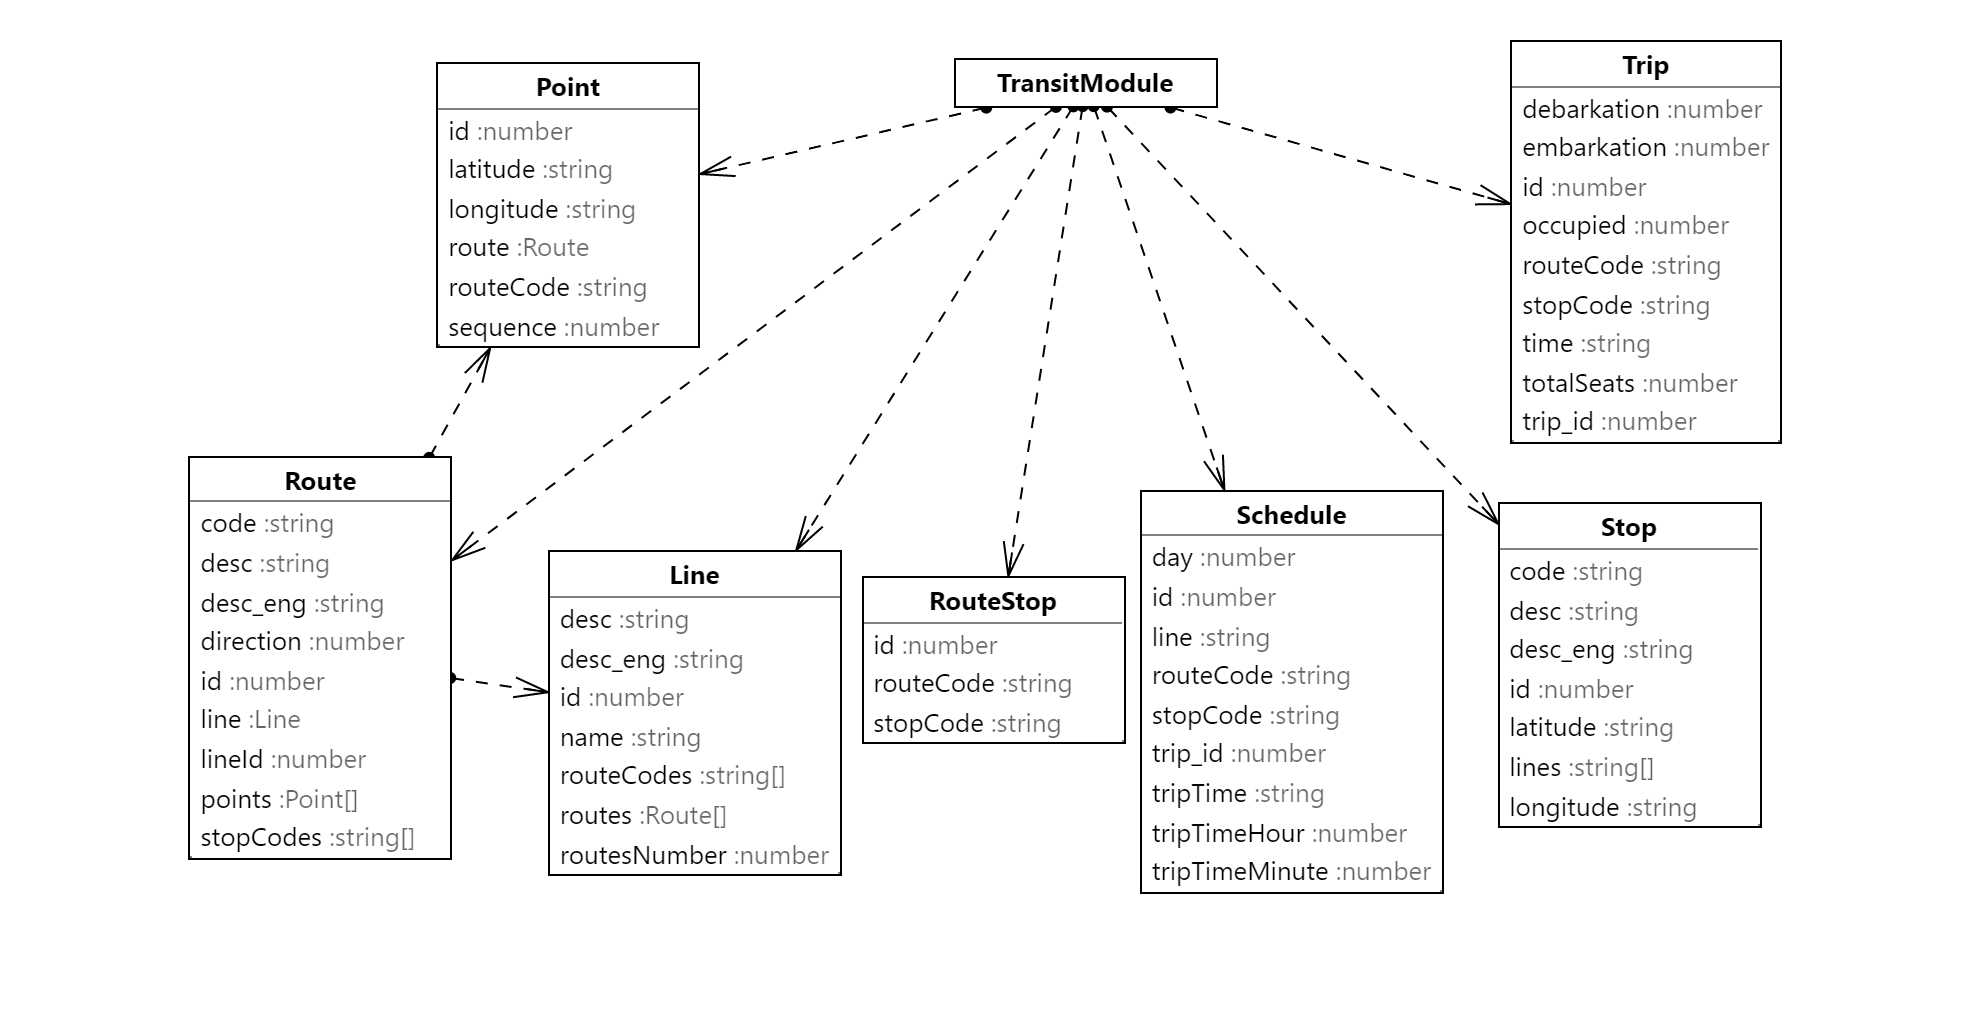 Point
id :number
latitude :string
longitude :string
route :Route
routeCode :string
sequence :number
TransitModule
Trip
debarkation :number
embarkation :number
id :number
occupied :number
routeCode :string
stopCode :string
time :string
totalSeats :number
trip_id :number
Route
code :string
desc :string
desc_eng :string
direction :number
id :number
line :Line
lineId :number
points :Point[]
stopCodes :string[]
Line
desc :string
desc_eng :string
id :number
name :string
routeCodes :string[]
routes :Route[]
routesNumber :number
RouteStop
id :number
routeCode :string
stopCode :string
Schedule
day :number
id :number
line :string
routeCode :string
stopCode :string
trip_id :number
tripTime :string
tripTimeHour :number
tripTimeMinute :number
Stop
code :string
desc :string
desc_eng :string
id :number
latitude :string
lines :string[]
longitude :string